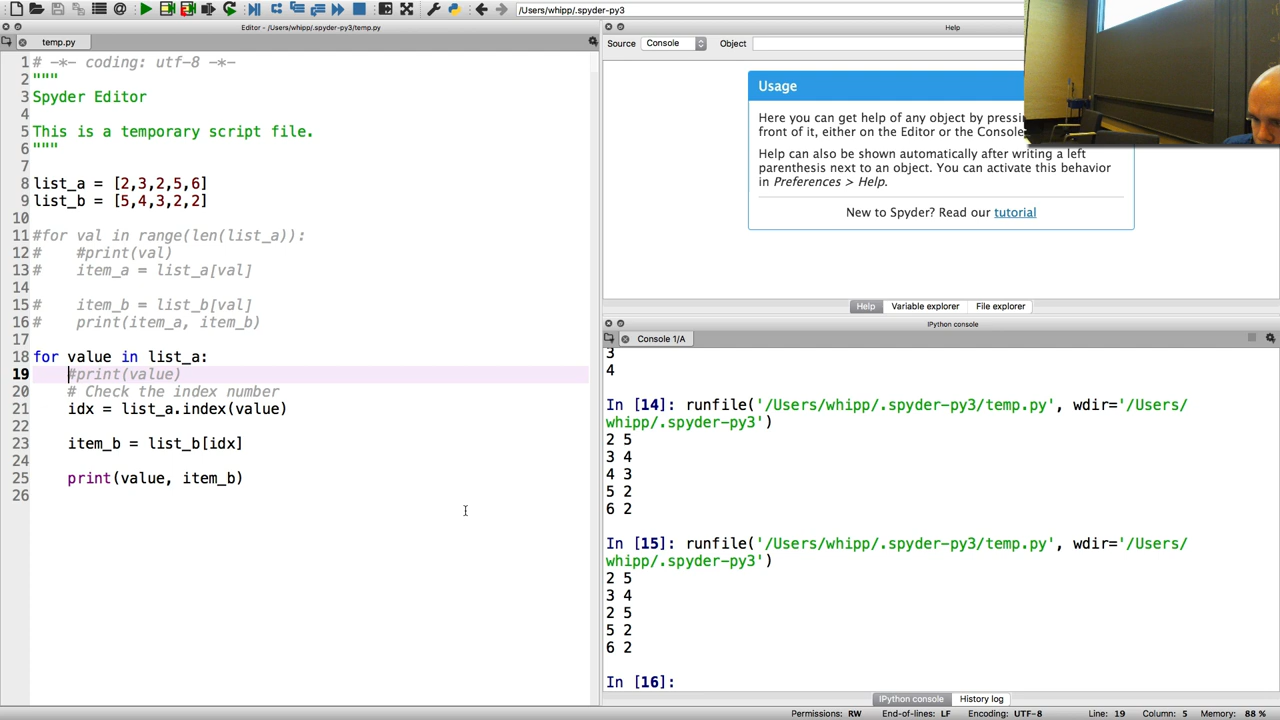 /Users/whipp/.spyder-py3
Editor - /Users/whipp/.spyder-py3/temp.py
temp.py
1 # -*- coding: utf-8 -*-
2 """
3 Spyder Editor
4
5 This is a temporary script file.
6 """
7
8 list_a = [2,3,2,5,6]
9 list_b = [5,4,3,2,2]
10
11 #for val in range(len(list_a)):
12 #    #print(val)
13 #    item_a = list_a[val]
14
15 #    item_b = list_b[val]
16 #    print(item_a, item_b)
17
18 for value in list_a:
19     #print(value)
20     # Check the index number
21     idx = list_a.index(value)
22
23     item_b = list_b[idx]
24
25     print(value, item_b)
26
Help
Source Console Object
Usage
Here you can get help of any object by pressin
front of it, either on the Editor or the Console
Help can also be shown automatically after writing a left
parenthesis next to an object. You can activate this behavior
in Preferences > Help.
New to Spyder? Read our tutorial
Help Variable explorer File explorer
IPython console
Console 1/A
3
4
In [14]: runfile('/Users/whipp/.spyder-py3/temp.py', wdir='/Users/
whipp/.spyder-py3')
2 5
3 4
4 3
5 2
6 2
In [15]: runfile('/Users/whipp/.spyder-py3/temp.py', wdir='/Users/
whipp/.spyder-py3')
2 5
3 4
2 5
5 2
6 2
In [16]:
IPython console History log
Permissions: RW End-of-lines: LF Encoding: UTF-8 Line: 19 Column: 5 Memory: 88 %